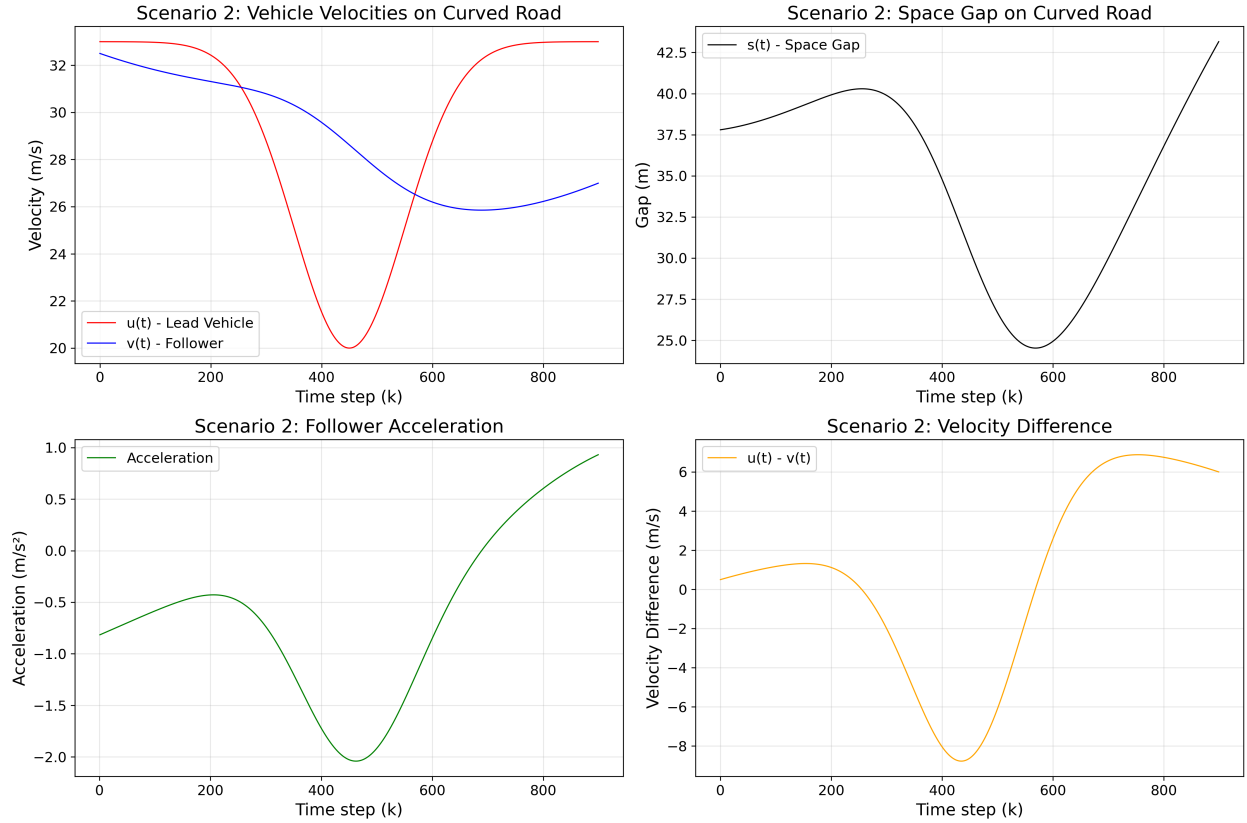 Scenario 2: Vehicle Velocities on Curved Road
Velocity (m/s)
32
30
28
26
24
22
20
u(t) - Lead Vehicle
v(t) - Follower
0 200 400 600 800
Time step (k)
Scenario 2: Space Gap on Curved Road
s(t) - Space Gap
Gap (m)
42.5
40.0
37.5
35.0
32.5
30.0
27.5
25.0
0 200 400 600 800
Time step (k)
Scenario 2: Follower Acceleration
Acceleration
Acceleration (m/s²)
1.0
0.5
0.0
−0.5
−1.0
−1.5
−2.0
0 200 400 600 800
Time step (k)
Scenario 2: Velocity Difference
u(t) - v(t)
Velocity Difference (m/s)
6
4
2
0
−2
−4
−6
−8
0 200 400 600 800
Time step (k)